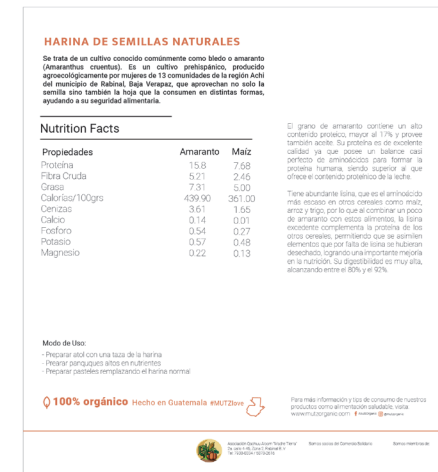 HARINA DE SEMILLAS NATURALES
Se trata de un cultivo conocido comúnmente como bledo o amaranto
(Amaranthus cruentus). Es un cultivo prehispánico, producido
agroecológicamente por mujeres de 13 comunidades de la región Achi
del municipio de Rabinal, Baja Verapaz, que aprovechan no solo la
semilla sino también la hoja que la consumen en distintas formas,
ayudando a su seguridad alimentaria.
Nutrition Facts
Propiedades Amaranto Maíz
Proteína 15.8 7.68
Fibra Cruda 5.21 2.46
Grasa 7.31 5.00
Calorías/100grs 439.90 361.00
Cenizas 3.61 1.65
Calcio 0.14 0.01
Fosforo 0.54 0.27
Potasio 0.57 0.48
Magnesio 0.22 0.13
El grano de amaranto contiene un alto
contenido proteico, mayor al 17% y provee
también aceite. Su proteína es de excelente
calidad ya que posee un balance casi
perfecto de aminoácidos para formar la
proteína humana, siendo superior al que
ofrece el contenido proteínico de la leche.
Tiene abundante lisina, que es el aminoácido
más escaso en otros cereales como maíz,
arroz y trigo, por lo que al combinar un poco
de amaranto con estos alimentos, la lisina
excedente complementa la proteína de los
otros cereales, permitiendo que se asimilen
elementos que por falta de lisina se hubieran
desechado, logrando una importante mejoría
en la nutrición. Su digestibilidad es muy alta,
alcanzando entre el 80% y el 92%.
Modo de Uso:
- Preparar atol con una taza de la harina
- Prearar panqueques altos en nutrientes
- Preparar pasteles remplazando el harina normal
100% orgánico Hecho en Guatemala #MUTZlove
Para más información y tips de consumo de nuestros
productos como alimentación saludable, visita:
www.mutzorganic.com
Somos socios de Comercio Solidario
Somos miembros de